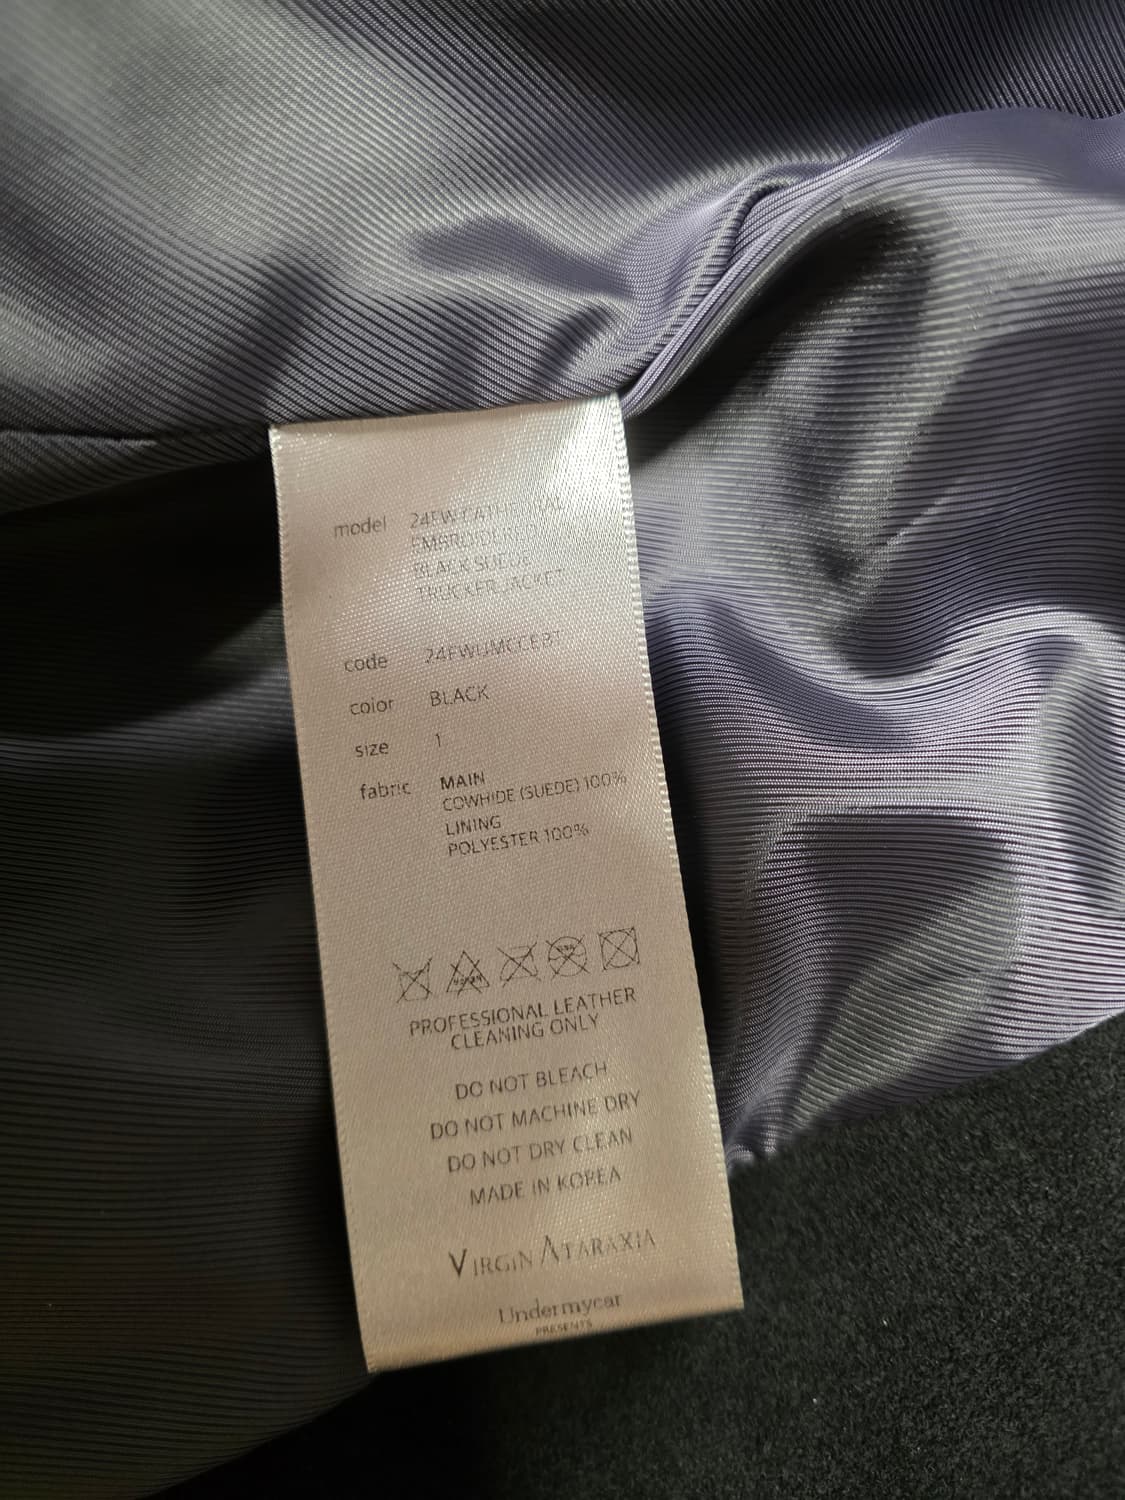 model 24FW CATHEDRAL
EMBROIDERED
BLACK SUEDE
TRUCKER JACKET
code 24FWUMCCEBT
color BLACK
size 1
fabric MAIN
COWHIDE (SUEDE) 100%
LINING
POLYESTER 100%
PROFESSIONAL LEATHER
CLEANING ONLY
DO NOT BLEACH
DO NOT MACHINE DRY
DO NOT DRY CLEAN
MADE IN KOREA
VIRGIN ATARAXIA
Undermycar
PRESENTS